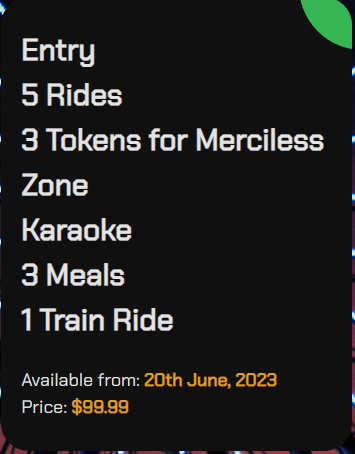 Entry
5 Rides
3 Tokens for Merciless
Zone
Karaoke
3 Meals
1 Train Ride
Available from: 20th June, 2023
Price: $99.99